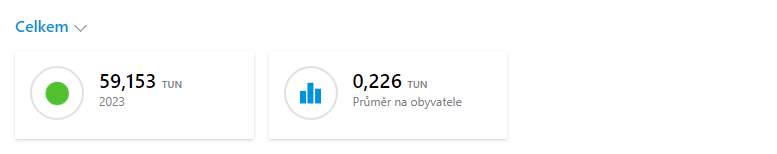 Celkem
59,153 TUN
2023
0,226 TUN
Průměr na obyvatele